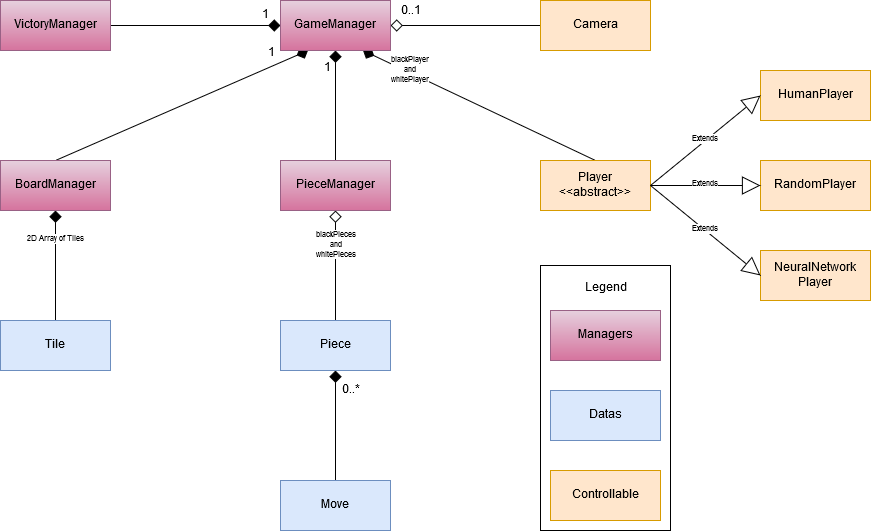 VictoryManager
1
GameManager
0..1
Camera
1
1
blackPlayer
and
whitePlayer
HumanPlayer
Extends
BoardManager
PieceManager
Player
<<abstract>>
Extends
RandomPlayer
2D Array of Tiles
blackPieces
and
whitePieces
Extends
NeuralNetwork
Player
Legend
Managers
Tile
Piece
0..*
Datas
Move
Controllable